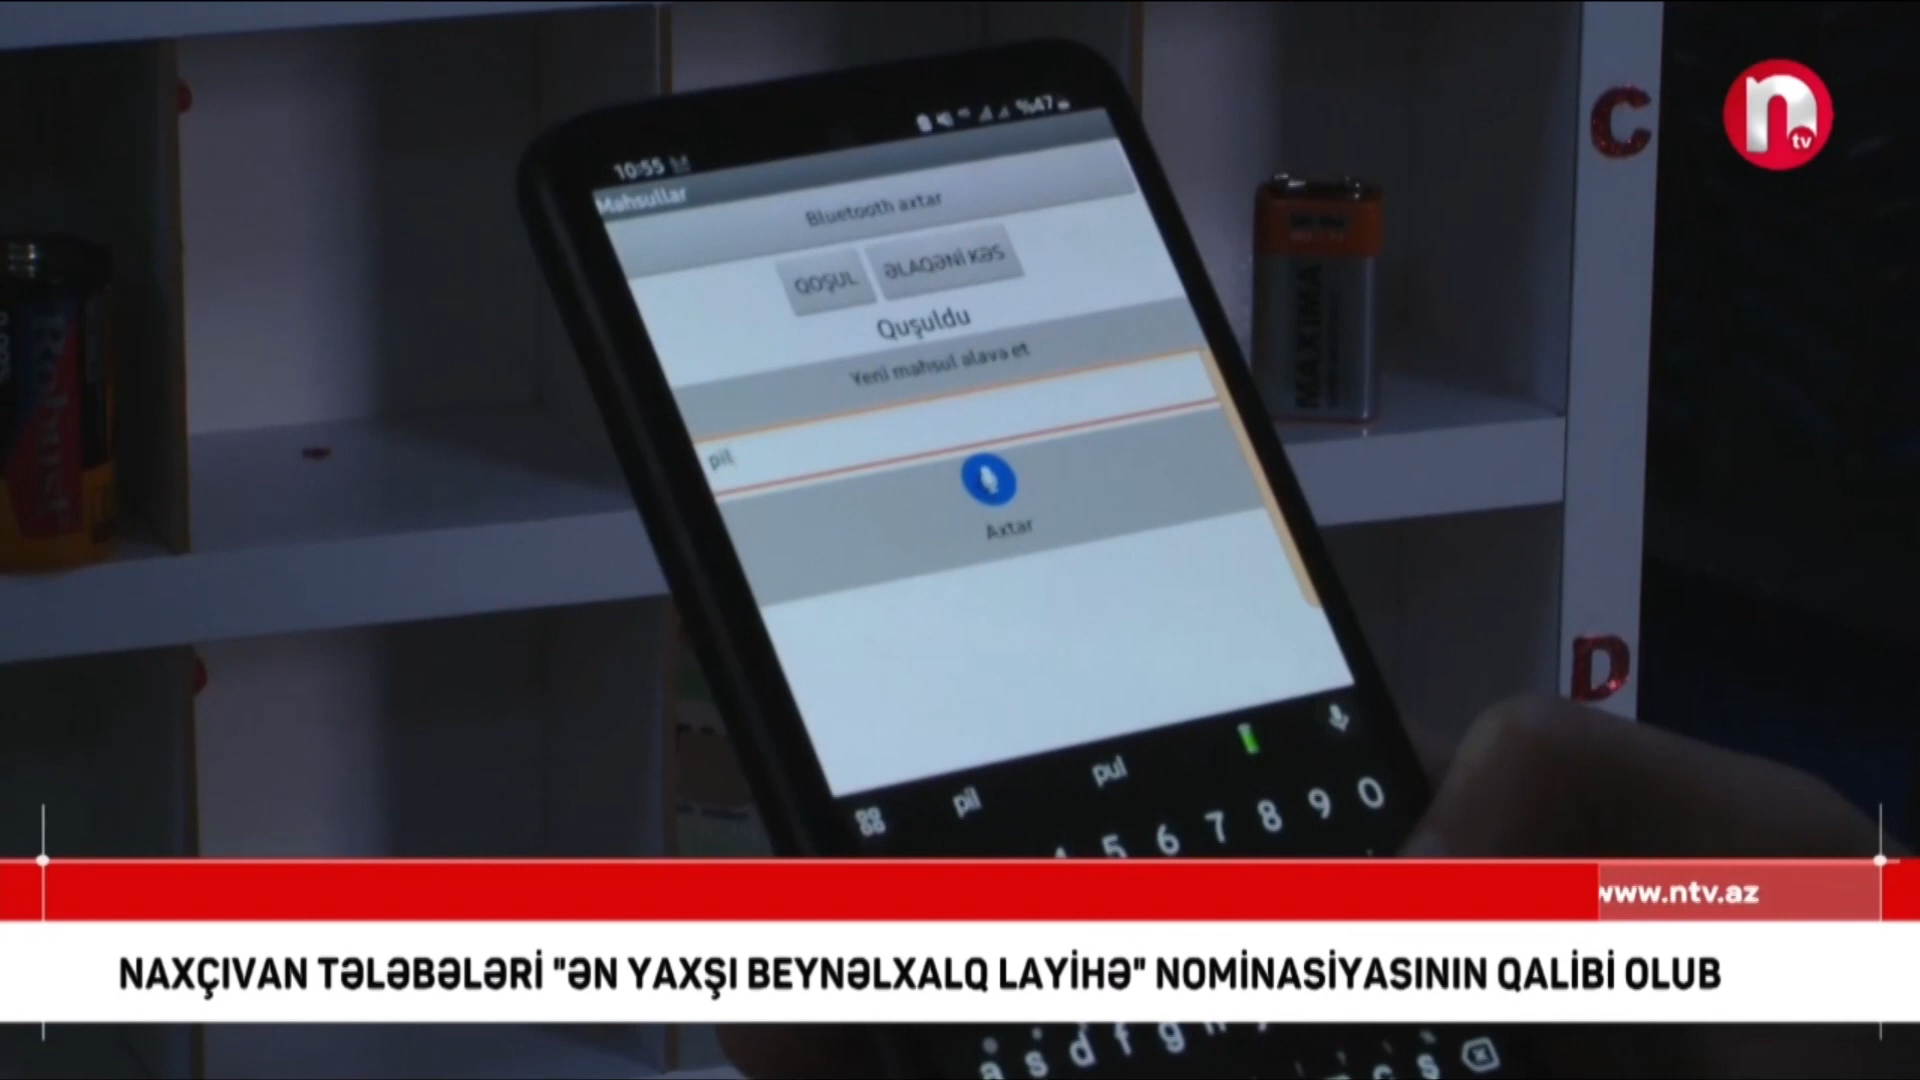 C
n
tv
10:55
%47
Mahsullar
Bluetooth axtar
QOŞUL
ƏLAQƏNİ KƏS
Quşuldu
Yeni mahsul alava et
pil
Axtar
MAXIMA
Robust
D
pil
pul
5 6 7 8 9 0
www.ntv.az
NAXÇIVAN TƏLƏBƏLƏRİ "ƏN YAXŞI BEYNƏLXALQ LAYİHƏ" NOMİNASİYASININ QALİBİ OLUB
a s d f g
ş